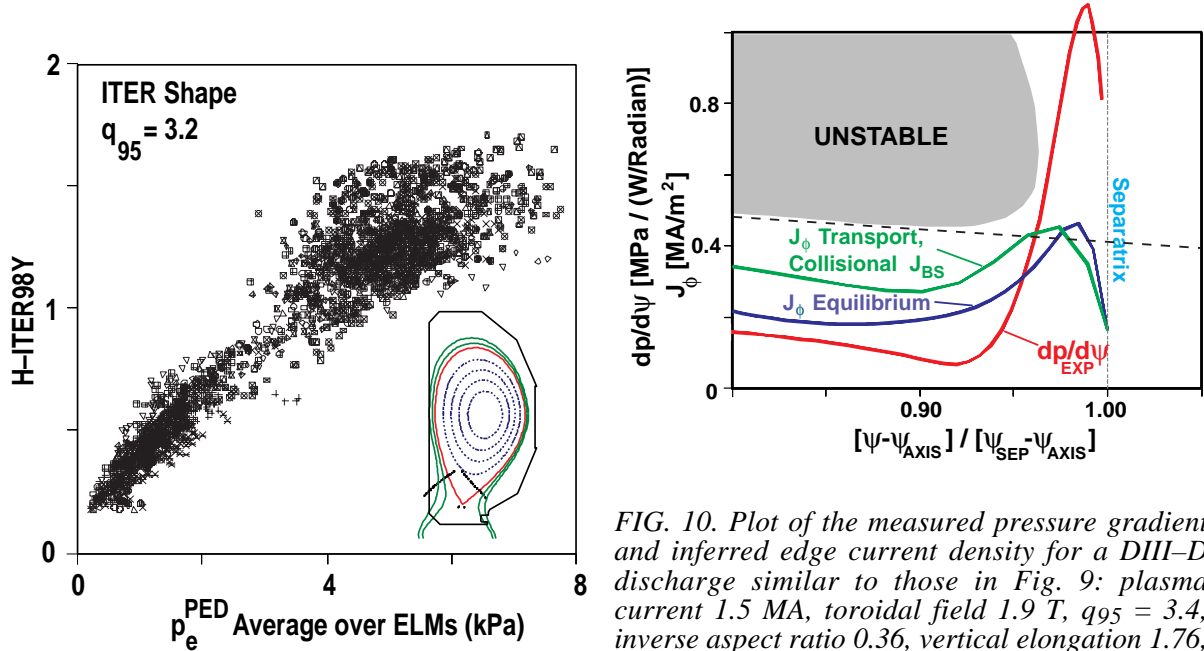 2
ITER Shape
q95 = 3.2
H–ITER98Y
1
0
0
2
4
6
8
pePED Average over ELMs (kPa)
dp/dψ [MPa / (W/Radian)]
Jϕ [MA/m2]
0.8
0.4
0
UNSTABLE
Separatrix
Jϕ Transport,
Collisional JBS
Jϕ Equilibrium
dp/dψEXP
0.90
1.00
[ψ-ψAXIS] / [ψSEP-ψAXIS]
FIG. 10. Plot of the measured pressure gradient
and inferred edge current density for a DIII–D
discharge similar to those in Fig. 9: plasma
current 1.5 MA, toroidal field 1.9 T, q95 = 3.4,
inverse aspect ratio 0.36, vertical elongation 1.76,